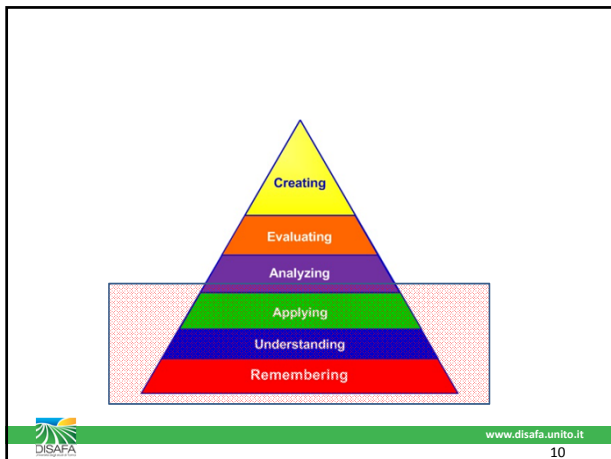 Creating
Evaluating
Analyzing
Applying
Understanding
Remembering
DISAFA
www.disafa.unito.it
10